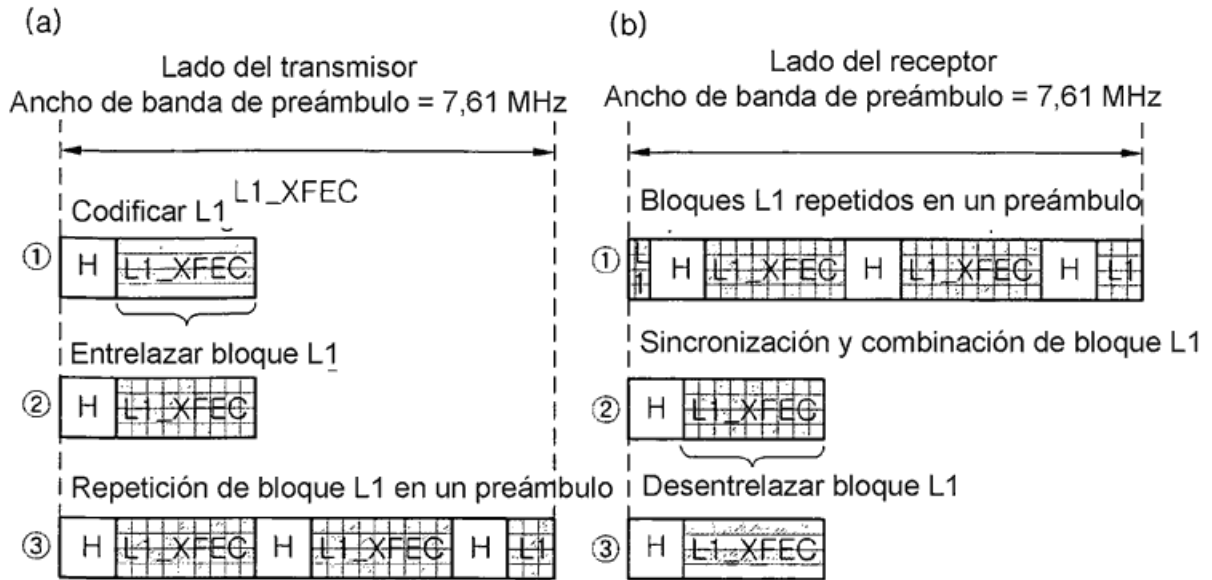 (a)
Lado del transmisor
Ancho de banda de preámbulo = 7,61 MHz
L1_XFEC
Codificar L1
① H L1_XFEC
Entrelazar bloque L1
② H L1_XFEC
Repetición de bloque L1 en un preámbulo
③ H L1_XFEC H L1_XFEC H L1
(b)
Lado del receptor
Ancho de banda de preámbulo = 7,61 MHz
Bloques L1 repetidos en un preámbulo
① L1 H L1_XFEC H L1_XFEC H L1
Sincronización y combinación de bloque L1
② H L1_XFEC
Desentrelazar bloque L1
③ H L1_XFEC